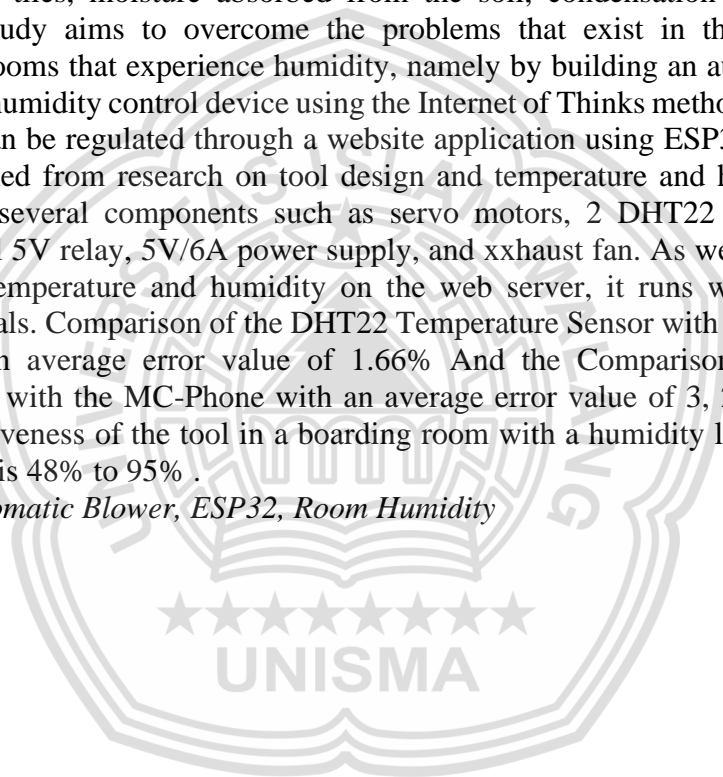 tiles, moisture absorbed from the soil, condensation
udy aims to overcome the problems that exist in th
ooms that experience humidity, namely by building an a
humidity control device using the Internet of Thinks metho
n be regulated through a website application using ESP3
ed from research on tool design and temperature and h
several components such as servo motors, 2 DHT22
l 5V relay, 5V/6A power supply, and xxhaust fan. As we
emperature and humidity on the web server, it runs w
als. Comparison of the DHT22 Temperature Sensor with
n average error value of 1.66% And the Comparison
with the MC-Phone with an average error value of 3,
iveness of the tool in a boarding room with a humidity l
is 48% to 95% .
omatic Blower, ESP32, Room Humidity
UNIVERSITAS ISLAM MALANG
UNISMA